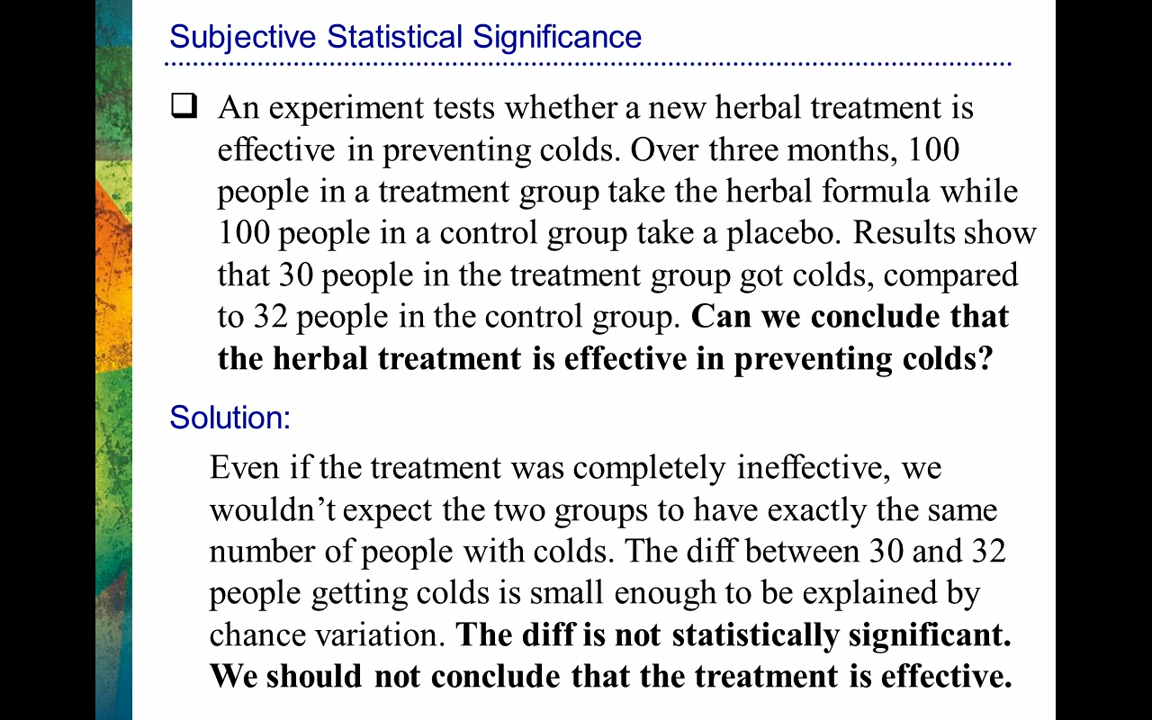 Subjective Statistical Significance
❑ An experiment tests whether a new herbal treatment is
effective in preventing colds. Over three months, 100
people in a treatment group take the herbal formula while
100 people in a control group take a placebo. Results show
that 30 people in the treatment group got colds, compared
to 32 people in the control group. Can we conclude that
the herbal treatment is effective in preventing colds?
Solution:
Even if the treatment was completely ineffective, we
wouldn’t expect the two groups to have exactly the same
number of people with colds. The diff between 30 and 32
people getting colds is small enough to be explained by
chance variation. The diff is not statistically significant.
We should not conclude that the treatment is effective.